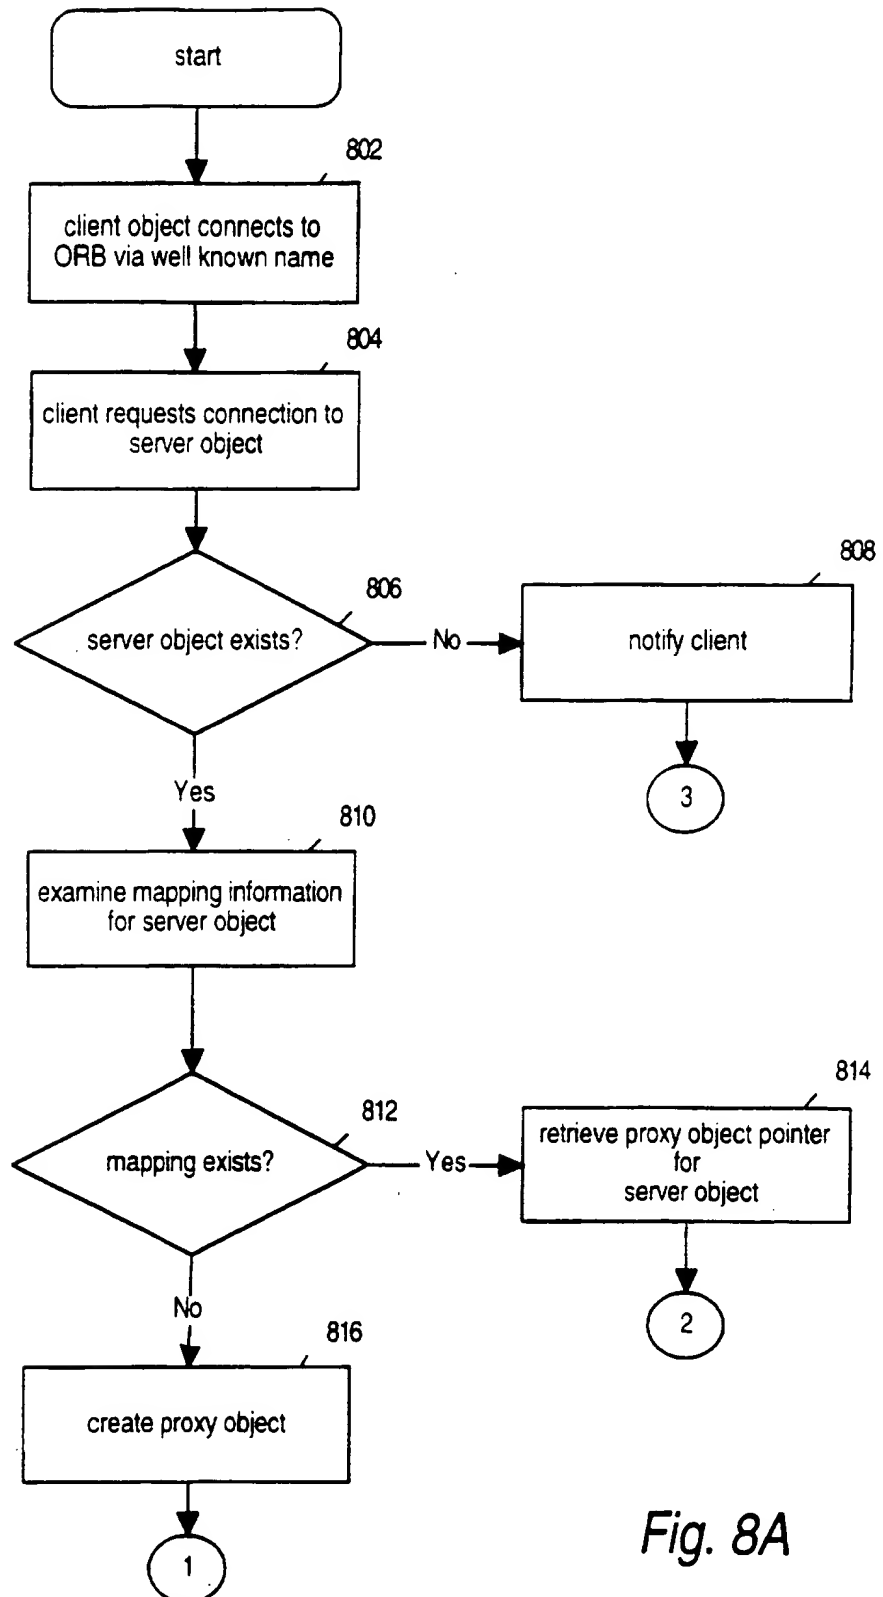 start
802
client object connects to
ORB via well known name
804
client requests connection to
server object
806
server object exists?
No
808
notify client
3
Yes
810
examine mapping information
for server object
812
mapping exists?
Yes
814
retrieve proxy object pointer
for
server object
2
No
816
create proxy object
1
Fig. 8A